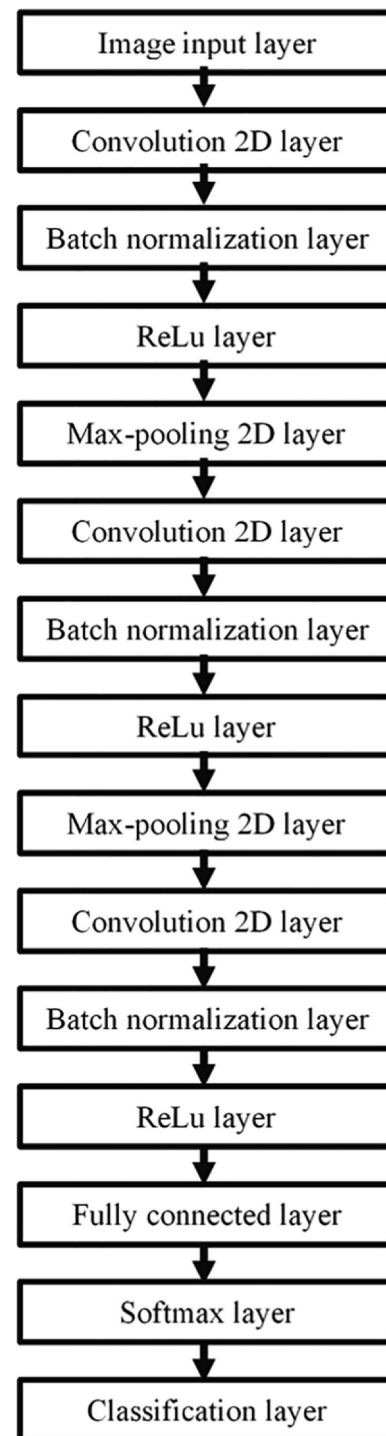 Image input layer
Convolution 2D layer
Batch normalization layer
ReLu layer
Max-pooling 2D layer
Convolution 2D layer
Batch normalization layer
ReLu layer
Max-pooling 2D layer
Convolution 2D layer
Batch normalization layer
ReLu layer
Fully connected layer
Softmax layer
Classification layer